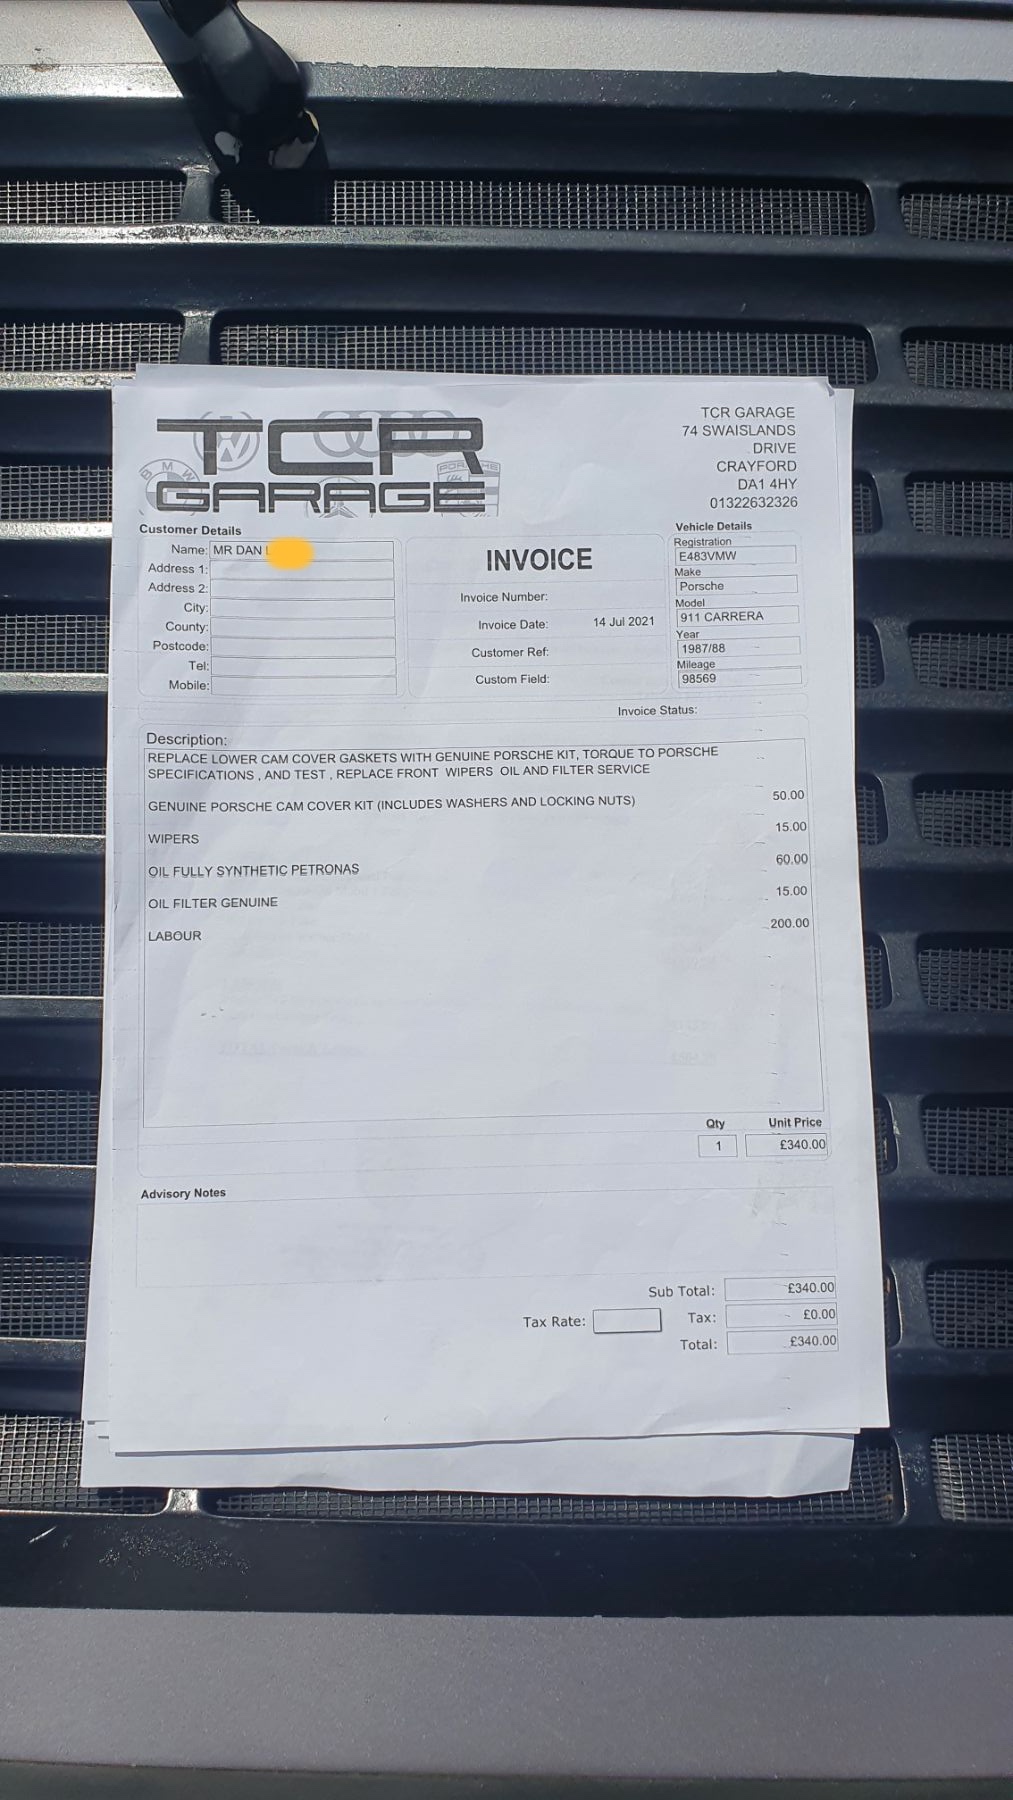 TCR
GARAGE
BMW
PORSCHE
TCR GARAGE
74 SWAISLANDS
DRIVE
CRAYFORD
DA1 4HY
01322632326
Customer Details
Name: MR DAN
Address 1:
Address 2:
City:
County:
Postcode:
Tel:
Mobile:
INVOICE
Invoice Number:
Invoice Date: 14 Jul 2021
Customer Ref:
Custom Field:
Vehicle Details
Registration
E483VMW
Make
Porsche
Model
911 CARRERA
Year
1987/88
Mileage
98569
Invoice Status:
Description:
REPLACE LOWER CAM COVER GASKETS WITH GENUINE PORSCHE KIT, TORQUE TO PORSCHE
SPECIFICATIONS , AND TEST , REPLACE FRONT WIPERS OIL AND FILTER SERVICE
GENUINE PORSCHE CAM COVER KIT (INCLUDES WASHERS AND LOCKING NUTS) 50.00
WIPERS 15.00
OIL FULLY SYNTHETIC PETRONAS 60.00
OIL FILTER GENUINE 15.00
LABOUR 200.00
Qty Unit Price
1 £340.00
Advisory Notes
Sub Total: £340.00
Tax Rate: Tax: £0.00
Total: £340.00